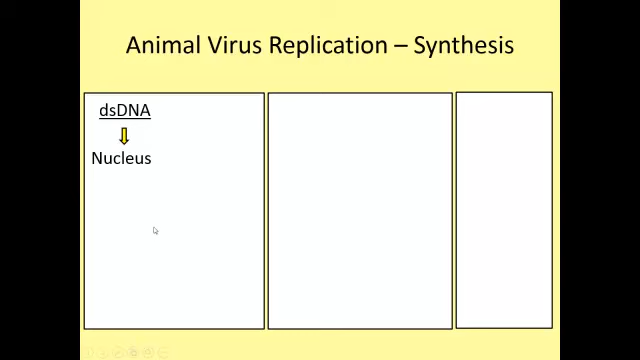 Animal Virus Replication – Synthesis
dsDNA
Nucleus